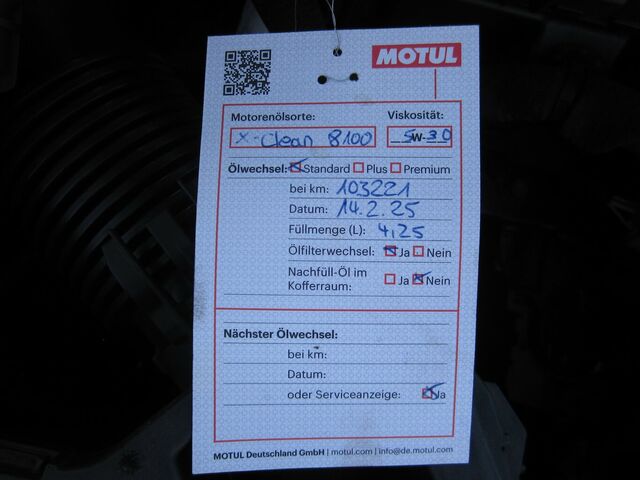 MOTUL
Motorenölsorte: Viskosität:
X-Clean 8100 5W-30
Ölwechsel: Standard Plus Premium
bei km: 103221
Datum: 14.2.25
Füllmenge (L): 4,25
Ölfilterwechsel: Ja Nein
Nachfüll-Öl im
Kofferraum: Ja Nein
Nächster Ölwechsel:
bei km:
Datum:
oder Serviceanzeige: Ja
MOTUL Deutschland GmbH | motul.com | info@de.motul.com